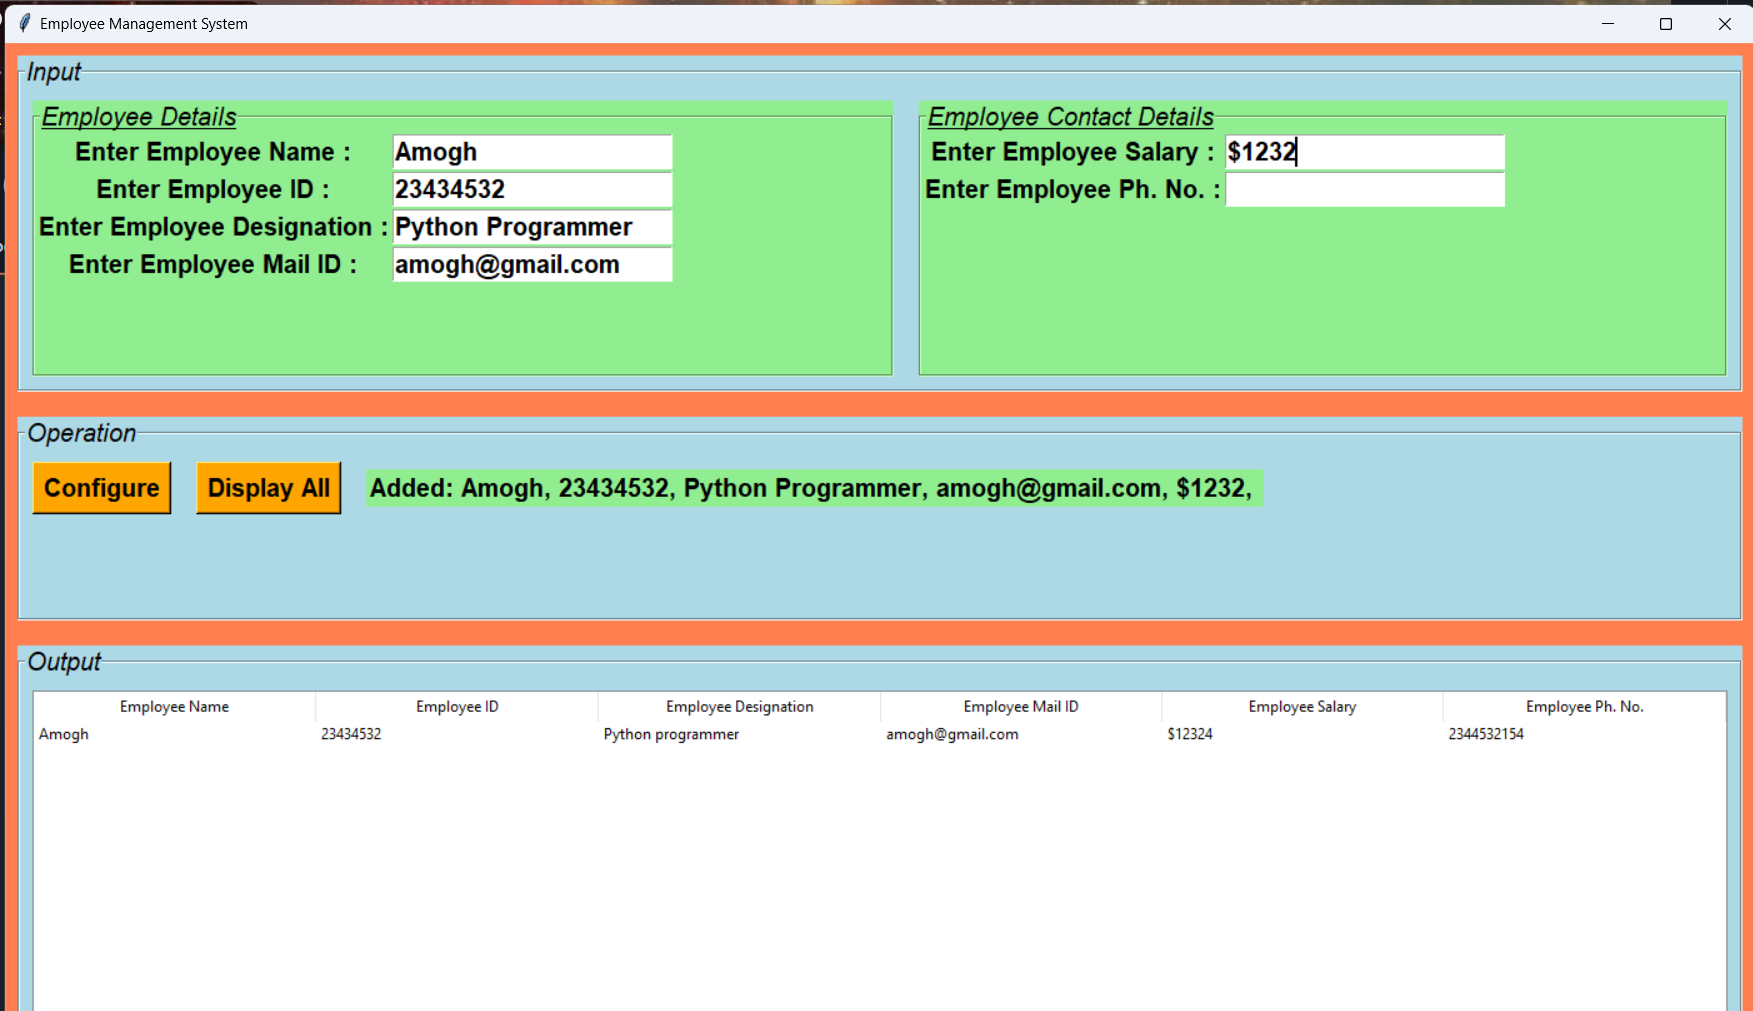 Employee Management System
Input
Employee Details
Enter Employee Name : Amogh
Enter Employee ID : 23434532
Enter Employee Designation : Python Programmer
Enter Employee Mail ID : amogh@gmail.com
Employee Contact Details
Enter Employee Salary : $1232
Enter Employee Ph. No. :
Operation
Configure Display All Added: Amogh, 23434532, Python Programmer, amogh@gmail.com, $1232,
Output
Employee Name Employee ID Employee Designation Employee Mail ID Employee Salary Employee Ph. No.
Amogh 23434532 Python programmer amogh@gmail.com $12324 2344532154